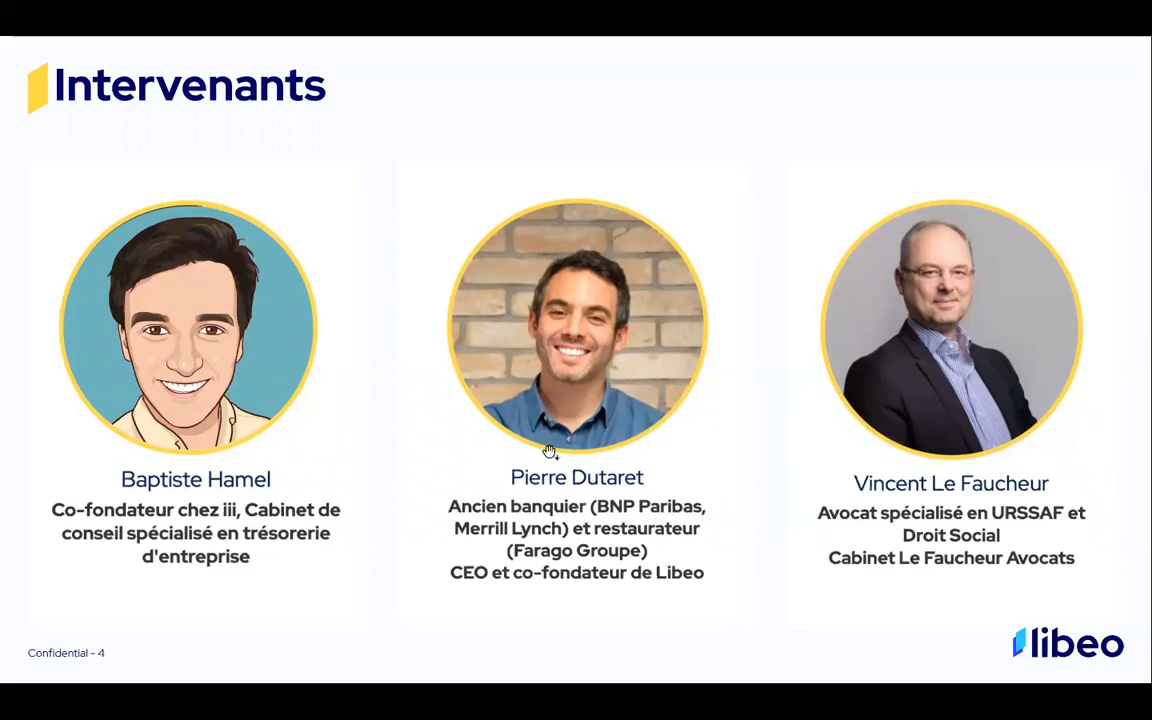 Intervenants
Baptiste Hamel
Co-fondateur chez iii, Cabinet de
conseil spécialisé en trésorerie
d'entreprise
Pierre Dutaret
Ancien banquier (BNP Paribas,
Merrill Lynch) et restaurateur
(Farago Groupe)
CEO et co-fondateur de Libeo
Vincent Le Faucheur
Avocat spécialisé en URSSAF et
Droit Social
Cabinet Le Faucheur Avocats
Confidential - 4
libeo